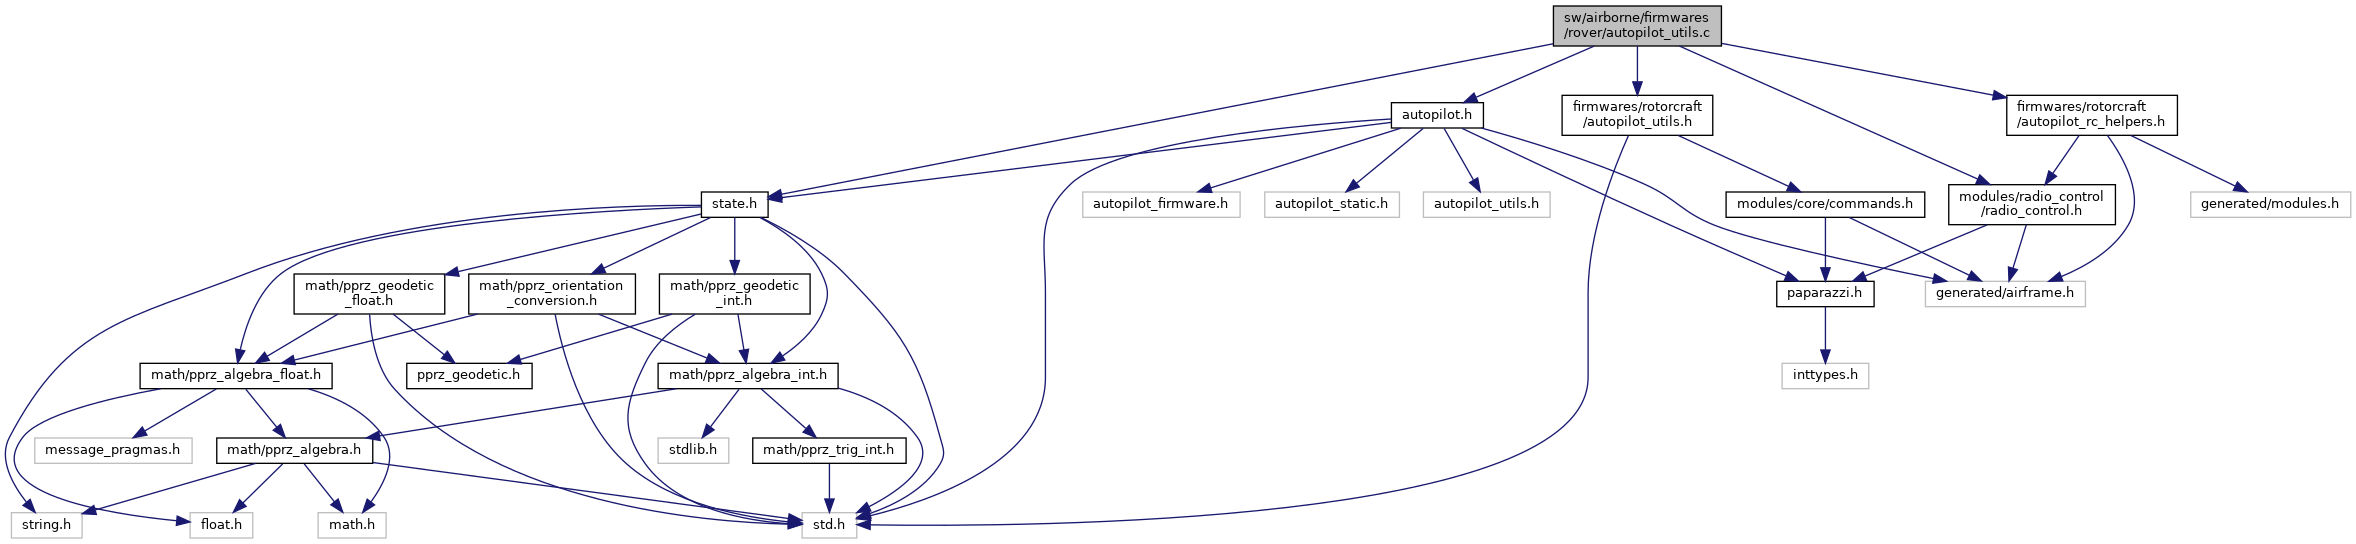 sw/airborne/firmwares
/rover/autopilot_utils.c
autopilot.h
firmwares/rotorcraft
/autopilot_utils.h
firmwares/rotorcraft
/autopilot_rc_helpers.h
state.h
autopilot_firmware.h
autopilot_static.h
autopilot_utils.h
modules/core/commands.h
modules/radio_control
/radio_control.h
generated/modules.h
math/pprz_geodetic
_float.h
math/pprz_orientation
_conversion.h
math/pprz_geodetic
_int.h
paparazzi.h
generated/airframe.h
math/pprz_algebra_float.h
pprz_geodetic.h
math/pprz_algebra_int.h
inttypes.h
message_pragmas.h
math/pprz_algebra.h
stdlib.h
math/pprz_trig_int.h
string.h
float.h
math.h
std.h